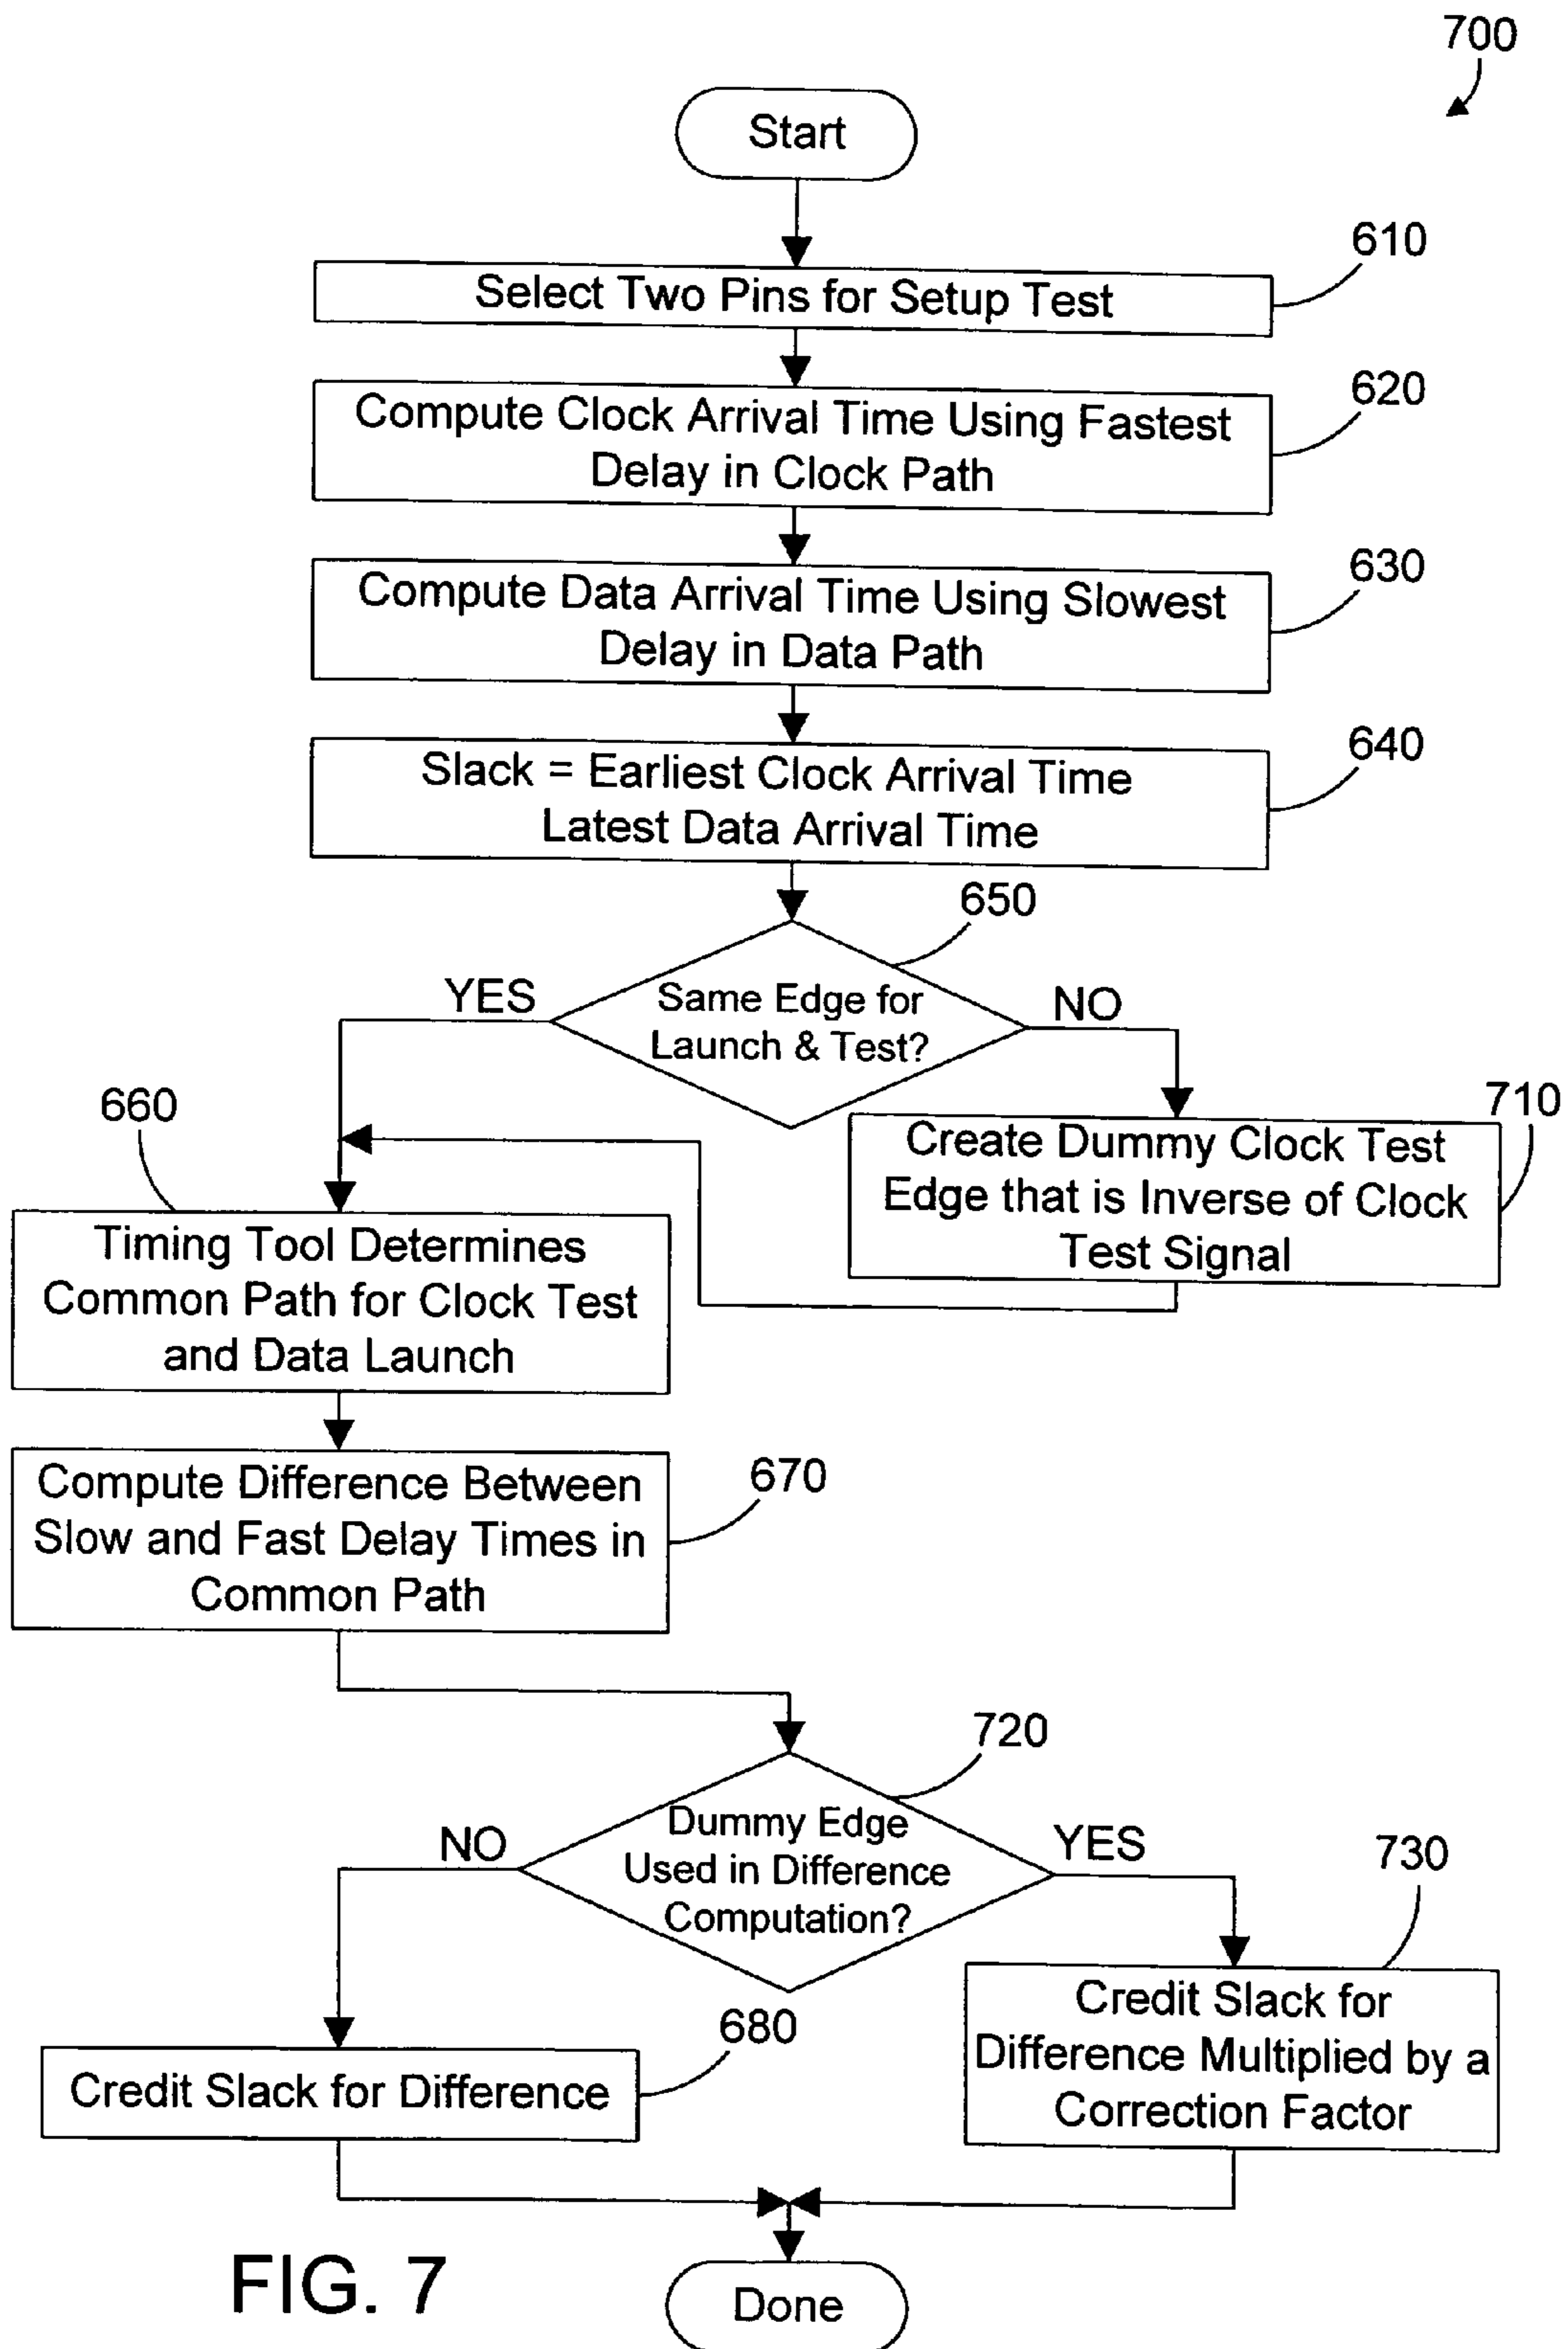 700
Start
610
Select Two Pins for Setup Test
620
Compute Clock Arrival Time Using Fastest
Delay in Clock Path
630
Compute Data Arrival Time Using Slowest
Delay in Data Path
640
Slack = Earliest Clock Arrival Time
Latest Data Arrival Time
650
YES
Same Edge for
Launch & Test?
NO
660
710
Create Dummy Clock Test
Edge that is Inverse of Clock
Test Signal
Timing Tool Determines
Common Path for Clock Test
and Data Launch
670
Compute Difference Between
Slow and Fast Delay Times in
Common Path
720
NO
Dummy Edge
Used in Difference
Computation?
YES
730
680
Credit Slack for Difference
Credit Slack for
Difference Multiplied by a
Correction Factor
FIG. 7
Done